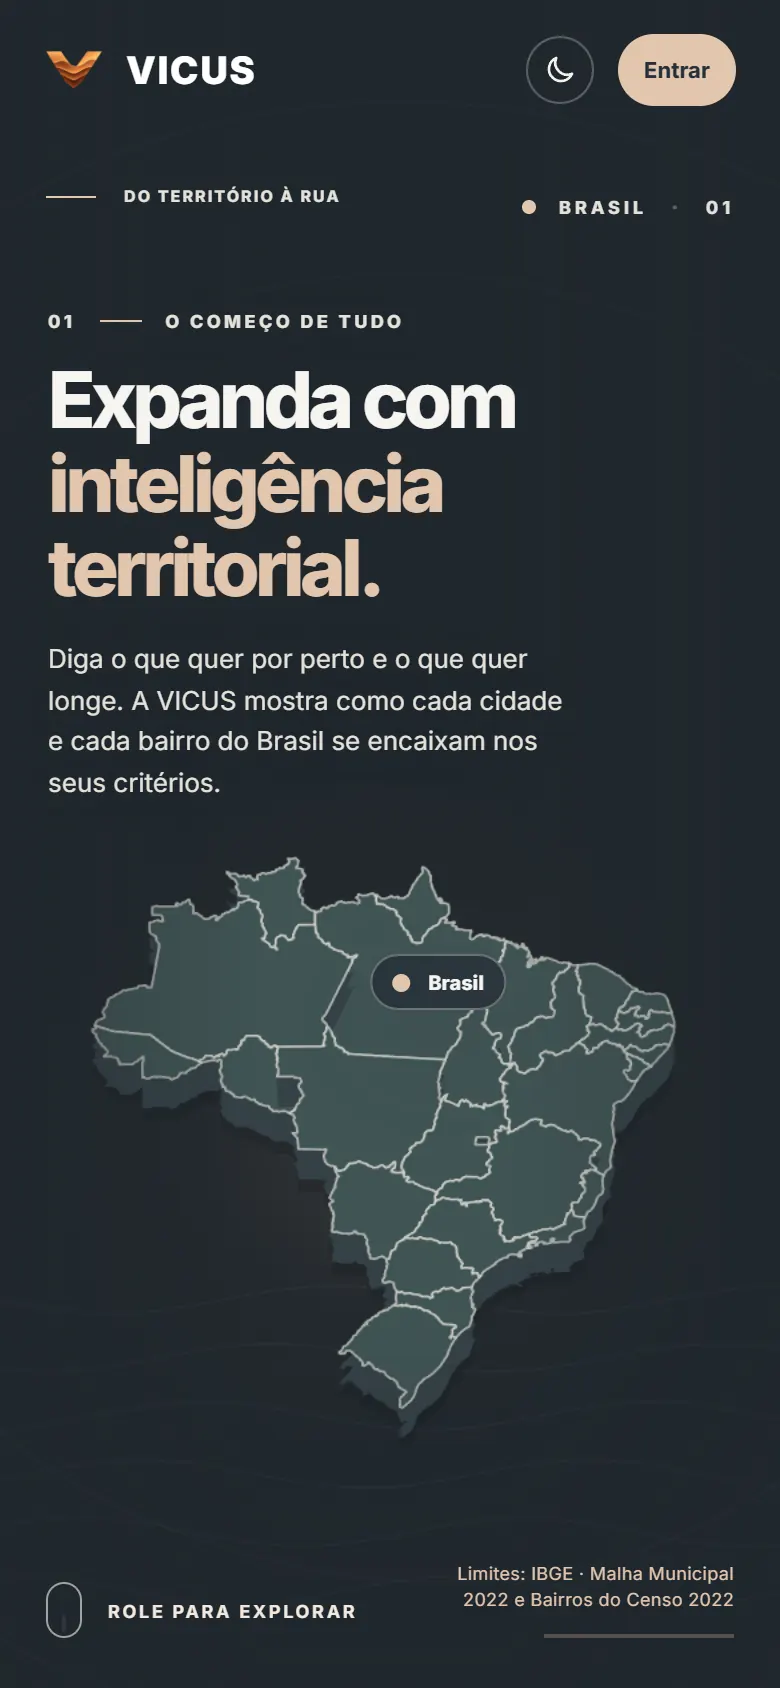 VICUS
Entrar
DO TERRITÓRIO À RUA
BRASIL · 01
01 — O COMEÇO DE TUDO
Expanda com
inteligência
territorial.
Diga o que quer por perto e o que quer
longe. A VICUS mostra como cada cidade
e cada bairro do Brasil se encaixam nos
seus critérios.
Brasil
Limites: IBGE · Malha Municipal
2022 e Bairros do Censo 2022
ROLE PARA EXPLORAR